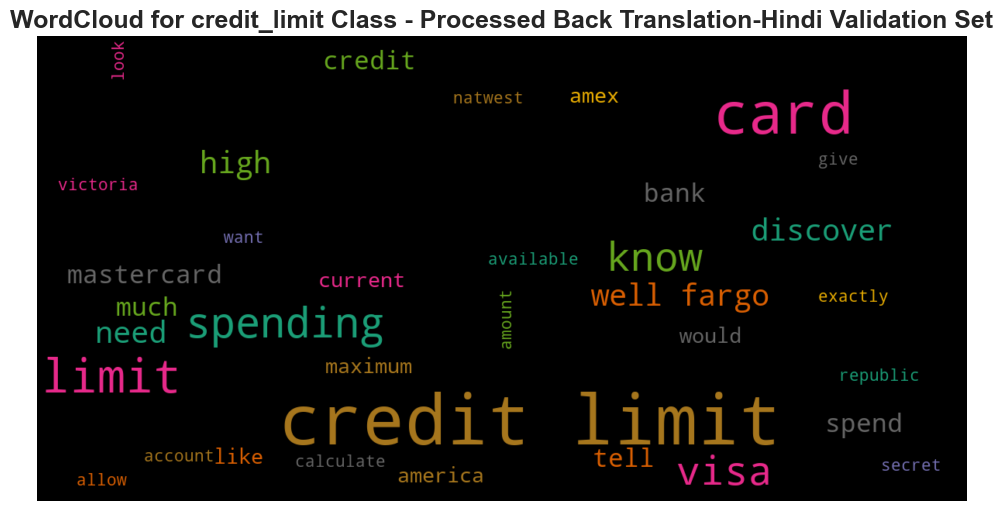 WordCloud for credit_limit Class - Processed Back Translation-Hindi Validation Set
look
credit
natwest
amex
card
high
give
victoria
bank
want
discover
know
available
mastercard
current
well fargo
exactly
much
amount
spending
need
would
maximum
limit
republic
credit limit
spend
account
like
calculate
tell
visa
secret
america
allow